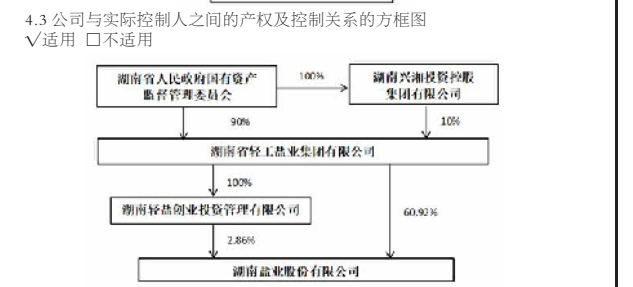 4.3 公司与实际控制人之间的产权及控制关系的方框图
√适用 □不适用
湖南省人民政府国有资产
监督管理委员会
100%
湖南兴湘投资控股
集团有限公司
90%
10%
湖南省轻工盐业集团有限公司
100%
湖南轻盐创业投资管理有限公司
60.92%
2.86%
湖南盐业股份有限公司